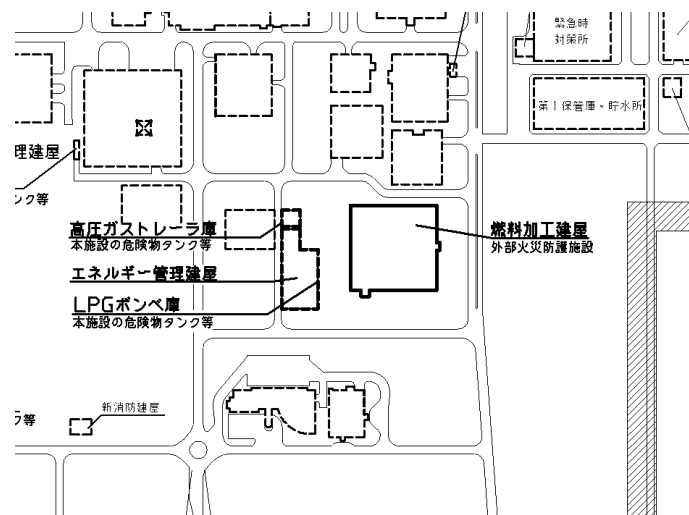 緊急時
対策所
第1保管庫・貯水所
理建屋
ンク等
高圧ガストレーラ庫
本施設の危険物タンク等
燃料加工建屋
外部火災防護施設
エネルギー管理建屋
LPGボンベ庫
本施設の危険物タンク等
新消防建屋
ク等